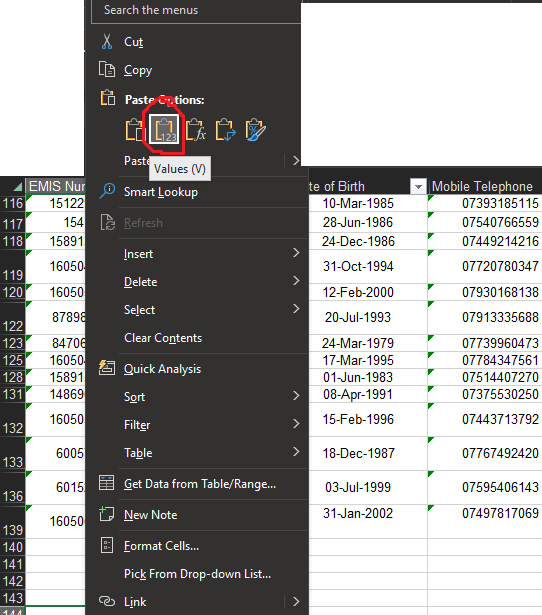 Search the menus
Cut
Copy
Paste Options:
123
fx
Paste
Values (V)
Smart Lookup
Refresh
Insert
Delete
Select
Clear Contents
Quick Analysis
Sort
Filter
Table
Get Data from Table/Range...
New Note
Format Cells...
Pick From Drop-down List...
Link
EMIS Nu te of Birth Mobile Telephone
116 15122 10-Mar-1985 07393185115
117 154 28-Jun-1986 07540766559
118 15891 24-Dec-1986 07449214216
119 16050 31-Oct-1994 07720780347
120 16050 12-Feb-2000 07930168138
122 87898 20-Jul-1993 07913335688
123 84706 24-Mar-1979 07739960473
125 16050 17-Mar-1995 07784347561
128 15891 01-Jun-1983 07514407270
131 14869 08-Apr-1991 07375530250
132 16050 15-Feb-1996 07443713792
133 6005 18-Dec-1987 07767492420
136 6015 03-Jul-1999 07595406143
139 16050 31-Jan-2002 07497817069
140
141
142
143